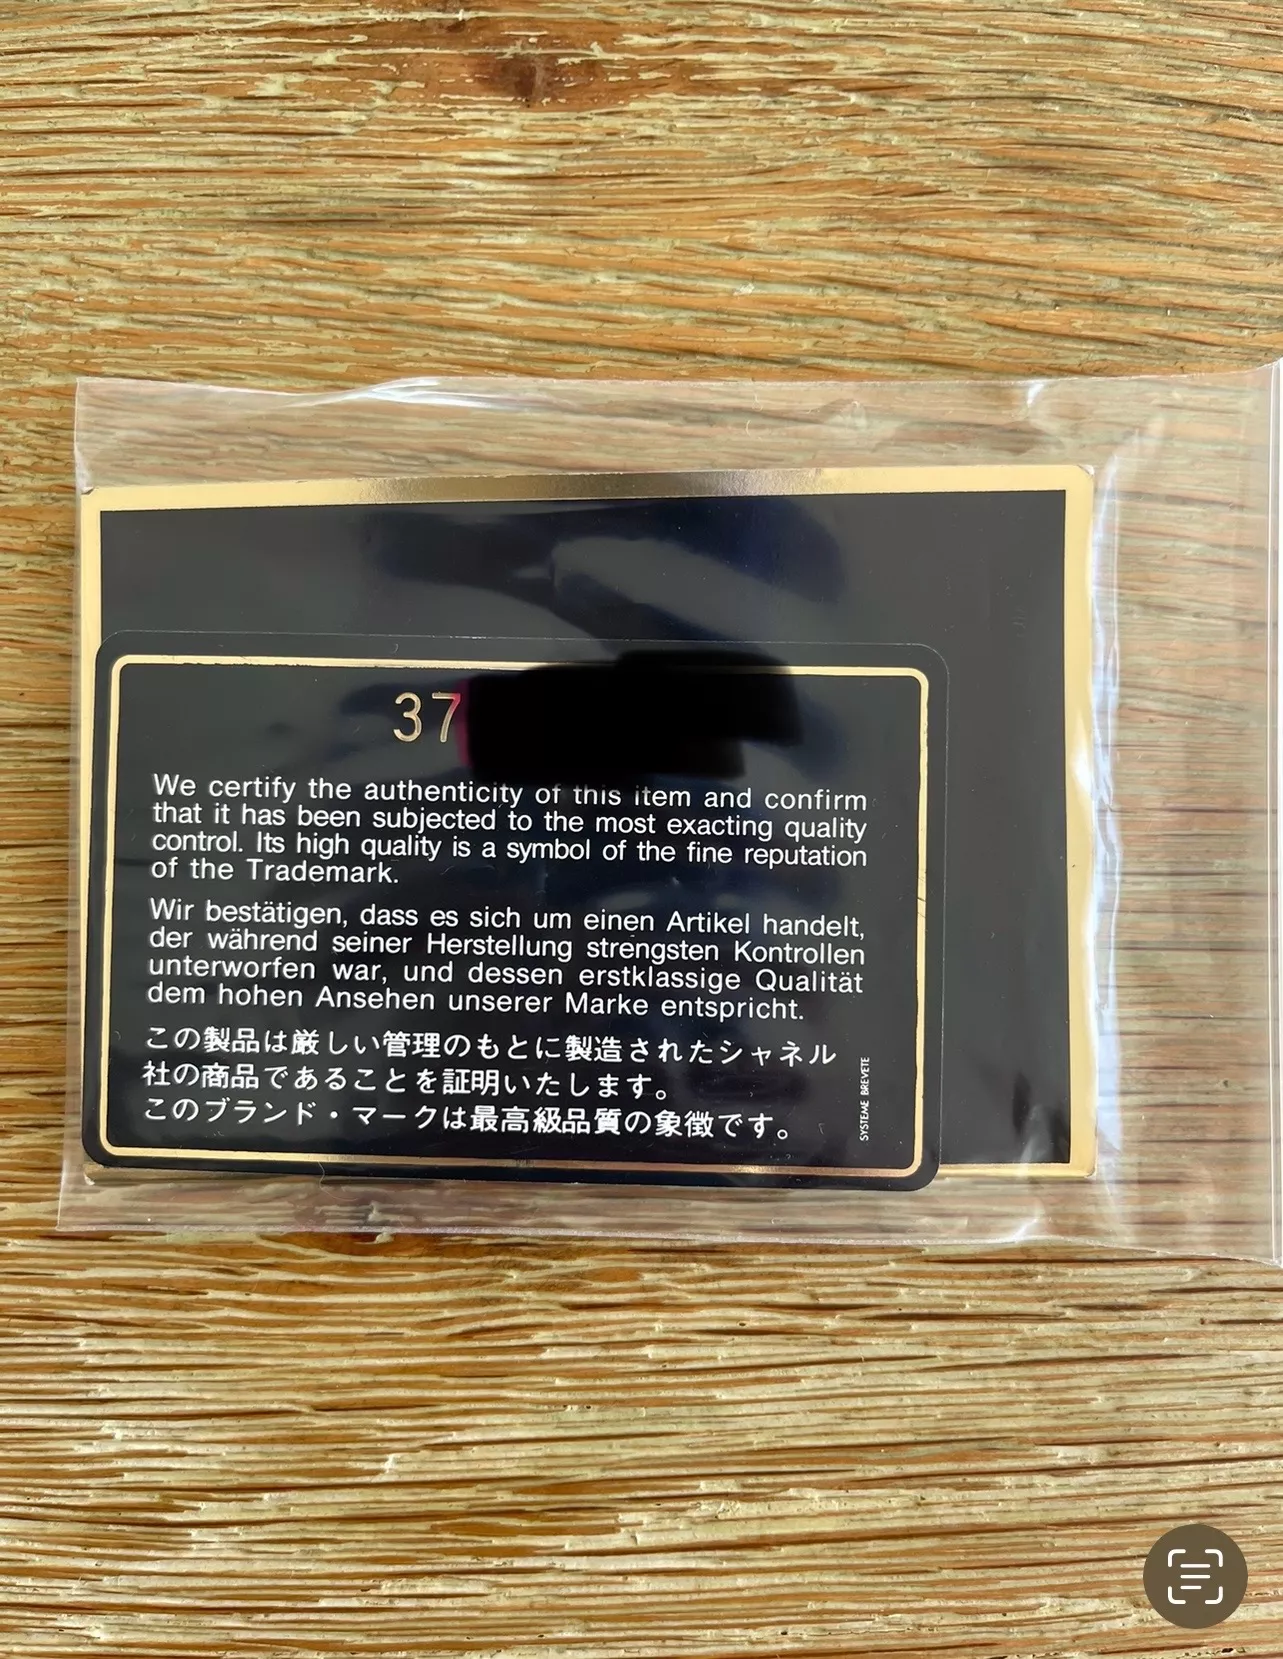 37
We certify the authenticity of this item and confirm
that it has been subjected to the most exacting quality
control. Its high quality is a symbol of the fine reputation
of the Trademark.
Wir bestätigen, dass es sich um einen Artikel handelt,
der während seiner Herstellung strengsten Kontrollen
unterworfen war, und dessen erstklassige Qualität
dem hohen Ansehen unserer Marke entspricht.
この製品は厳しい管理のもとに製造されたシャネル
社の商品であることを証明いたします。
このブランド・マークは最高級品質の象徴です。
SYSTEME BREVETE